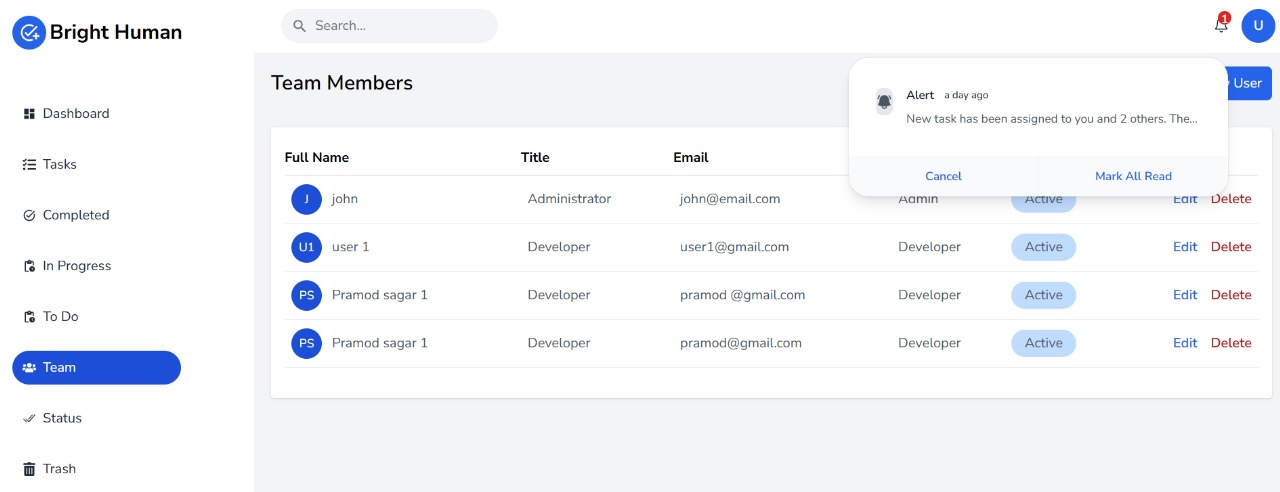 Bright Human
Search...
1
U
Dashboard
Tasks
Completed
In Progress
To Do
Team
Status
Trash
Team Members
User
Alert a day ago
New task has been assigned to you and 2 others. The...
Cancel Mark All Read
Full Name Title Email
J john Administrator john@email.com Admin Active Edit Delete
U1 user 1 Developer user1@gmail.com Developer Active Edit Delete
PS Pramod sagar 1 Developer pramod @gmail.com Developer Active Edit Delete
PS Pramod sagar 1 Developer pramod@gmail.com Developer Active Edit Delete